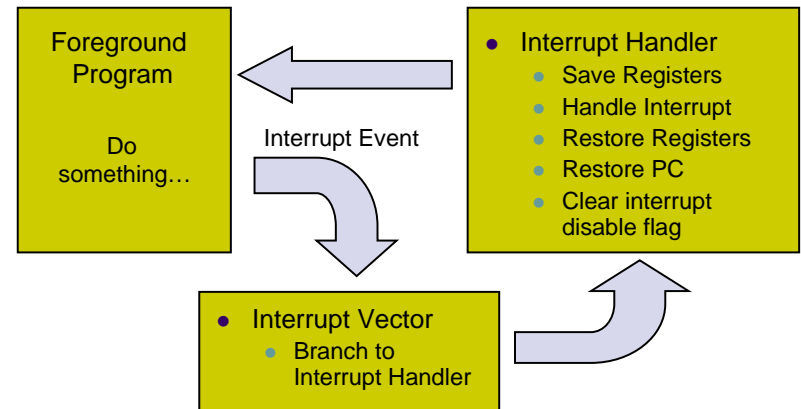 Foreground
Program
Do
something…
Interrupt Event
• Interrupt Handler
• Save Registers
• Handle Interrupt
• Restore Registers
• Restore PC
• Clear interrupt
disable flag
• Interrupt Vector
• Branch to
Interrupt Handler